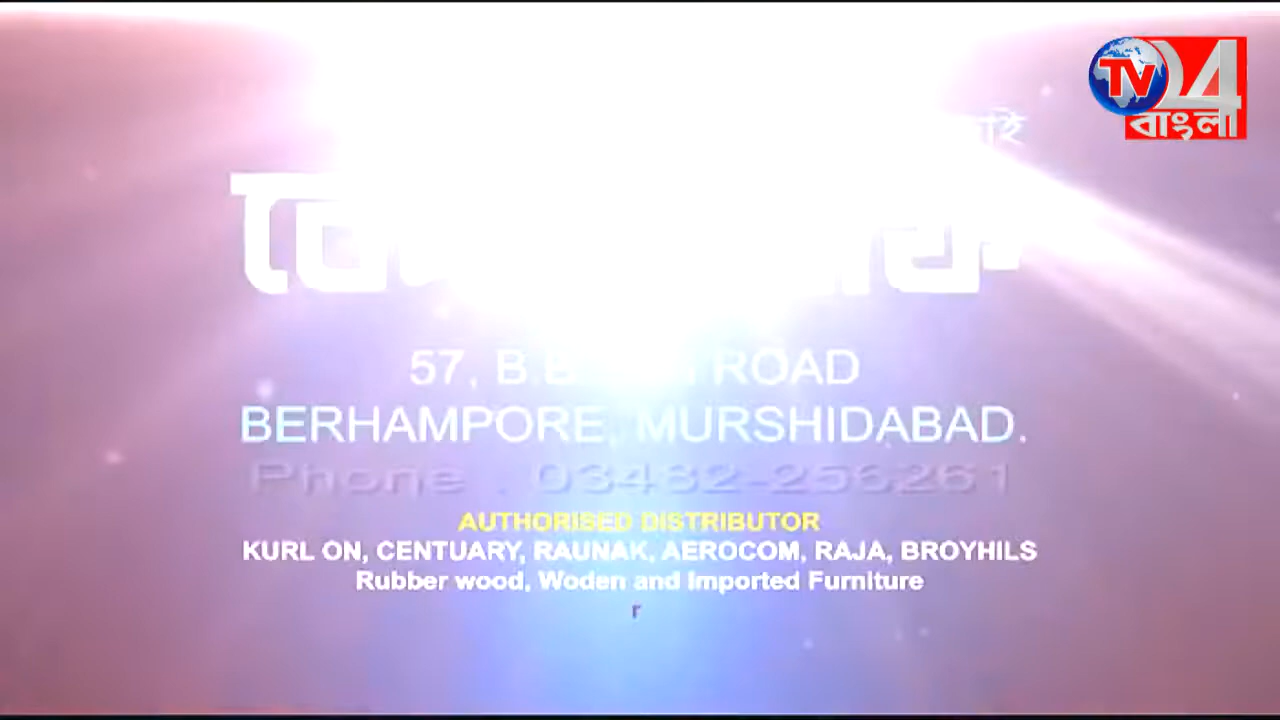 TV 24
বাংলা
57, ROAD
BERHAMPORE, MURSHIDABAD.
Phone : 03482-256261
AUTHORISED DISTRIBUTOR
KURL ON, CENTUARY, RAUNAK, AEROCOM, RAJA, BROYHILS
Rubber wood, Woden and Imported Furniture
r